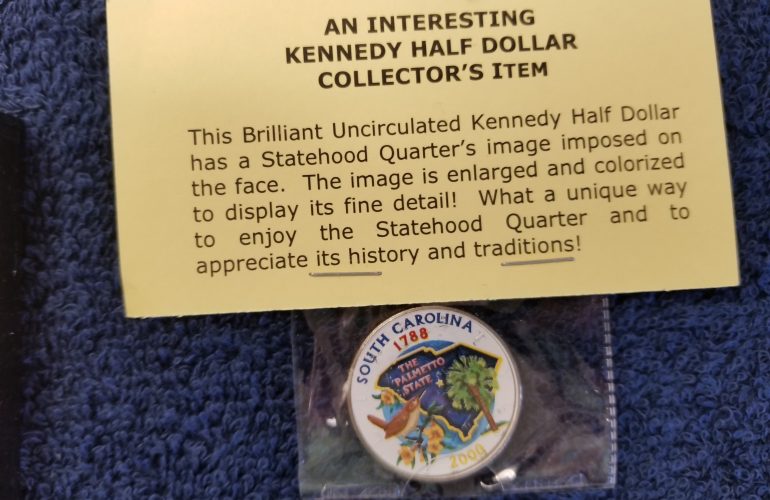 AN INTERESTING
KENNEDY HALF DOLLAR
COLLECTOR'S ITEM
This Brilliant Uncirculated Kennedy Half Dollar
has a Statehood Quarter's image imposed on
the face. The image is enlarged and colorized
to display its fine detail! What a unique way
to enjoy the Statehood Quarter and to
appreciate its history and traditions!
SOUTH CAROLINA
1788
THE
PALMETTO
STATE
2000